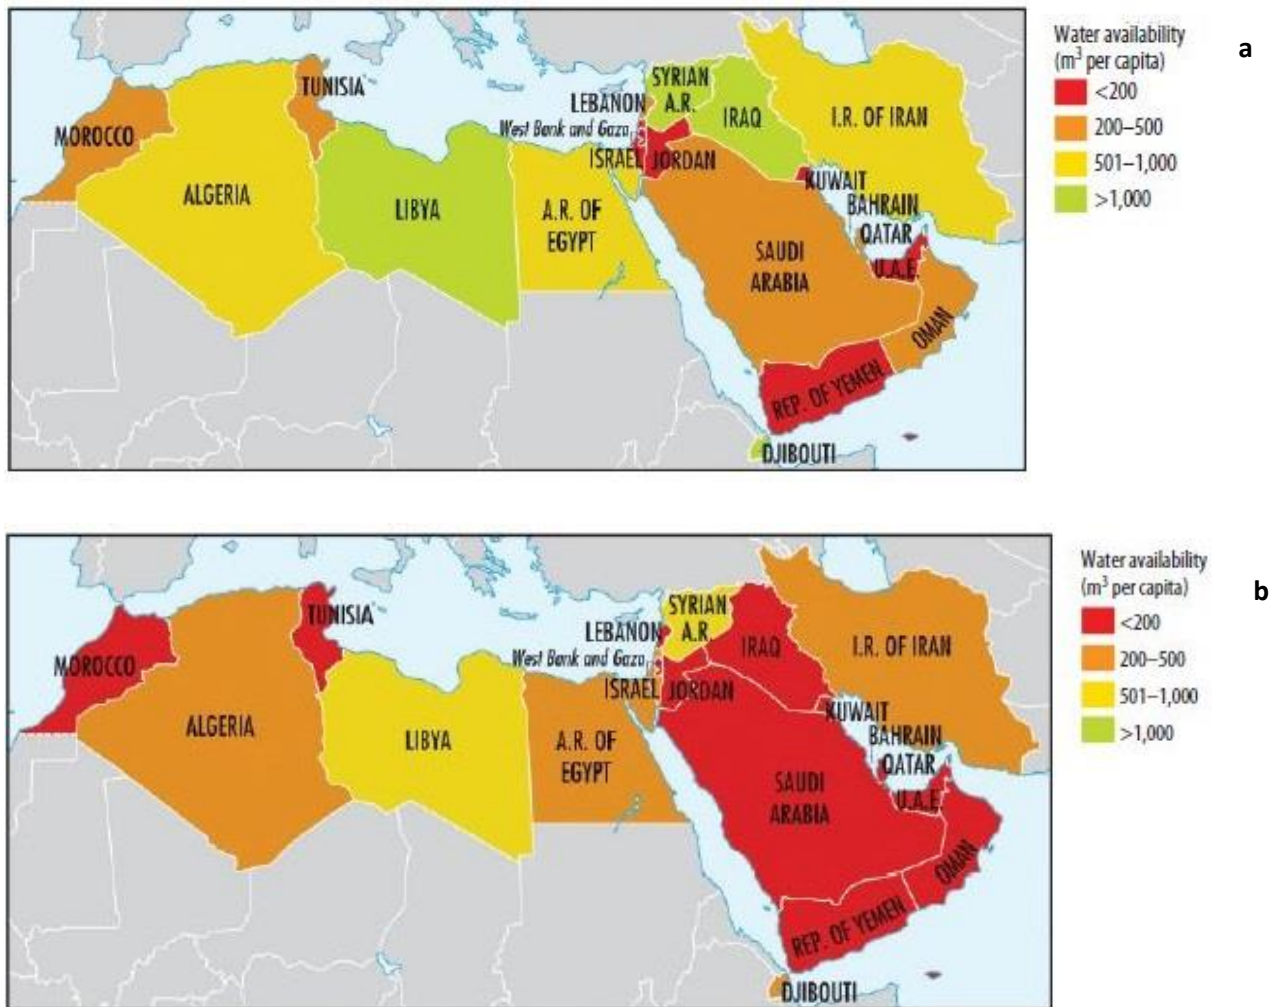 Water availability
(m³ per capita)
a
<200
200–500
501–1,000
>1,000
TUNISIA
MOROCCO
ALGERIA
LIBYA
A.R. OF
EGYPT
SYRIAN
A.R.
LEBANON
West Bank and Gaza
ISRAEL
JORDAN
IRAQ
I.R. OF IRAN
KUWAIT
BAHRAIN
QATAR
U.A.E.
SAUDI
ARABIA
OMAN
REP. OF YEMEN
DJIBOUTI
Water availability
(m³ per capita)
b
<200
200–500
501–1,000
>1,000
TUNISIA
MOROCCO
ALGERIA
LIBYA
A.R. OF
EGYPT
SYRIAN
A.R.
LEBANON
West Bank and Gaza
ISRAEL
JORDAN
IRAQ
I.R. OF IRAN
KUWAIT
BAHRAIN
QATAR
U.A.E.
SAUDI
ARABIA
OMAN
REP. OF YEMEN
DJIBOUTI